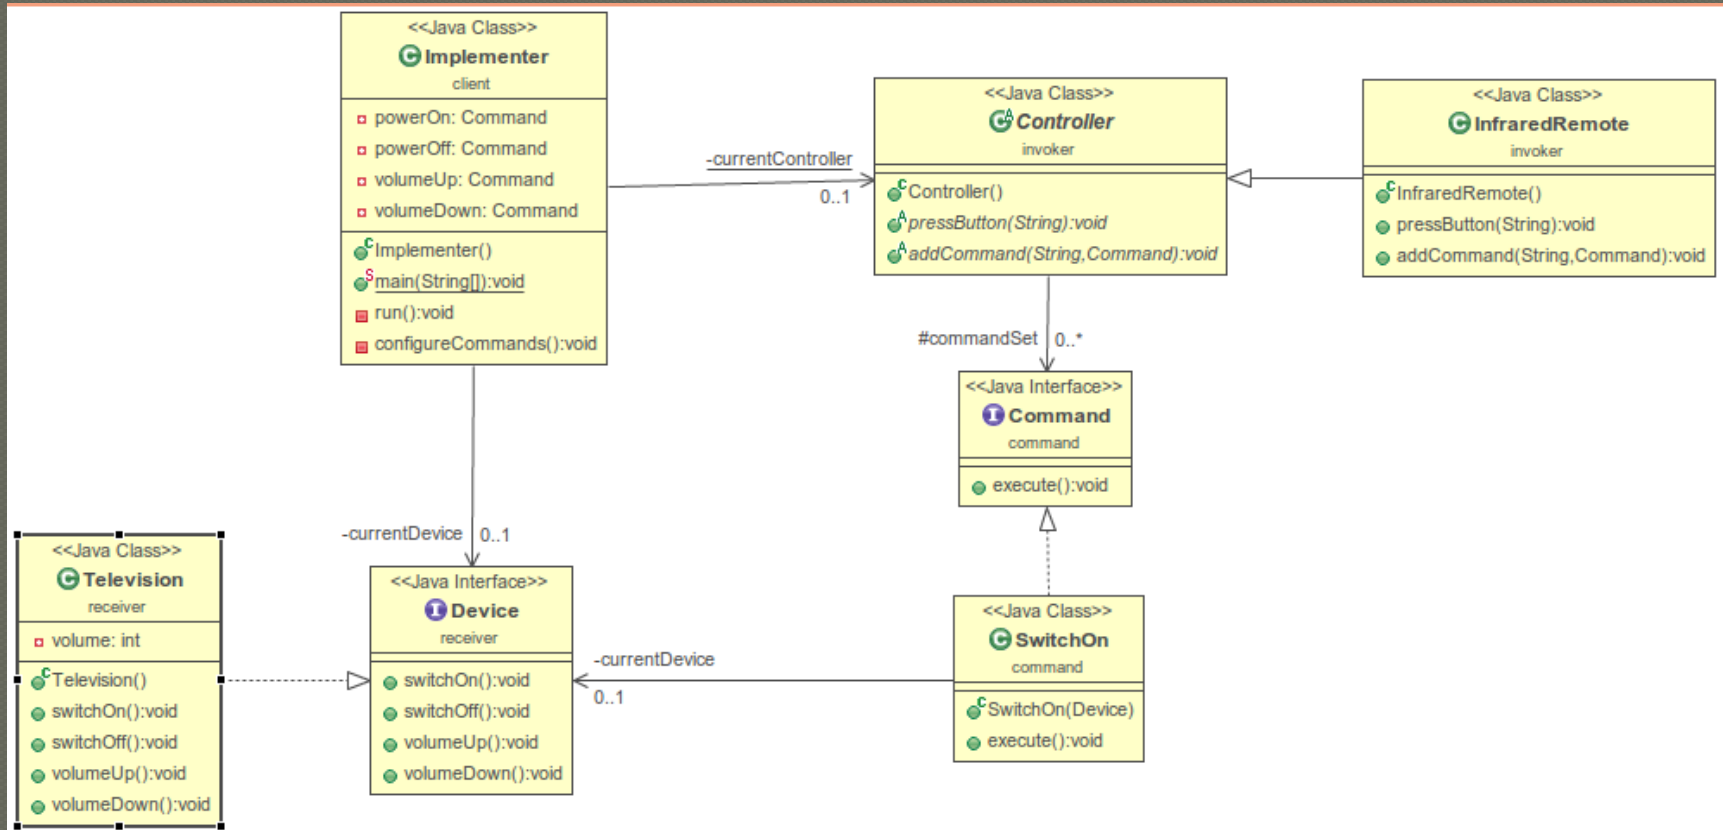 <<Java Class>>
Implementer
client
powerOn: Command
powerOff: Command
volumeUp: Command
volumeDown: Command
Implementer()
main(String[]):void
run():void
configureCommands():void
-currentController
0..1
<<Java Class>>
Controller
invoker
Controller()
pressButton(String):void
addCommand(String,Command):void
<<Java Class>>
InfraredRemote
invoker
InfraredRemote()
pressButton(String):void
addCommand(String,Command):void
#commandSet
0..*
<<Java Interface>>
Command
command
execute():void
-currentDevice
0..1
<<Java Class>>
Television
receiver
volume: int
Television()
switchOn():void
switchOff():void
volumeUp():void
volumeDown():void
<<Java Interface>>
Device
receiver
switchOn():void
switchOff():void
volumeUp():void
volumeDown():void
-currentDevice
0..1
<<Java Class>>
SwitchOn
command
SwitchOn(Device)
execute():void